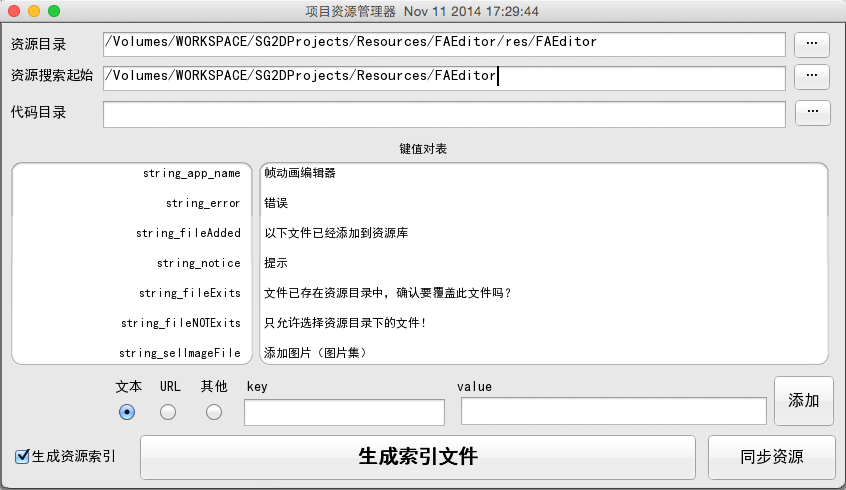 项目资源管理器 Nov 11 2014 17:29:44
资源目录 /Volumes/WORKSPACE/SG2DProjects/Resources/FAEditor/res/FAEditor ...
资源搜索起始 /Volumes/WORKSPACE/SG2DProjects/Resources/FAEditor ...
代码目录 ...
键值对表
string_app_name 帧动画编辑器
string_error 错误
string_fileAdded 以下文件已经添加到资源库
string_notice 提示
string_fileExits 文件已存在资源目录中，确认要覆盖此文件吗？
string_fileNOTExits 只允许选择资源目录下的文件！
string_selImageFile 添加图片（图片集）
文本 URL 其他 key value
添加
生成资源索引 生成索引文件 同步资源